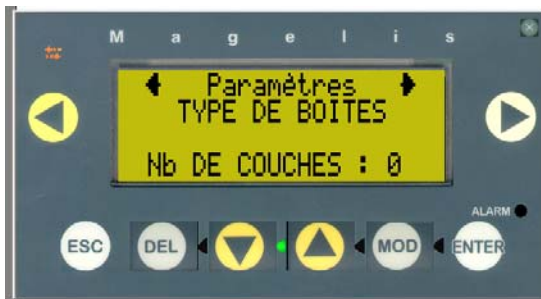 Magelis
Paramètres
TYPE DE BOITES
Nb DE COUCHES : 0
ALARM
ESC DEL MOD ENTER